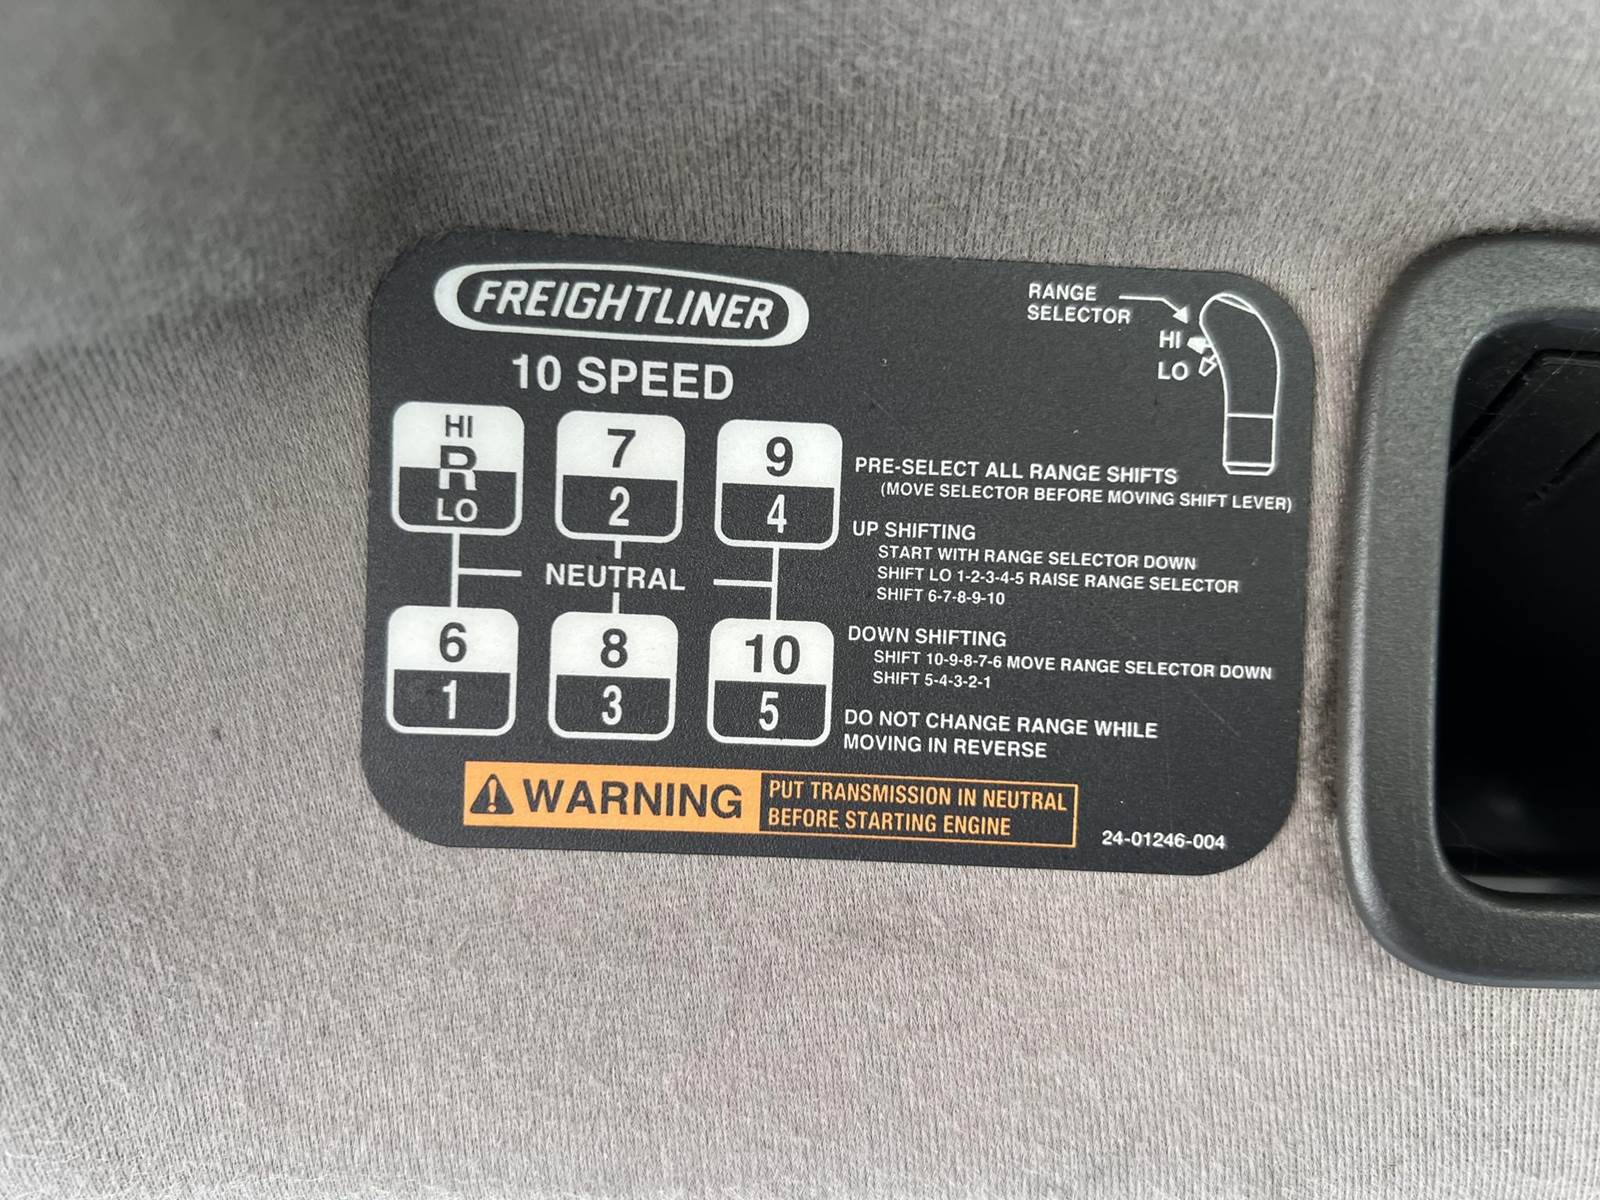 FREIGHTLINER
10 SPEED
RANGE
SELECTOR
HI
LO
HI
R
LO
7
2
9
4
NEUTRAL
6
1
8
3
10
5
PRE-SELECT ALL RANGE SHIFTS
(MOVE SELECTOR BEFORE MOVING SHIFT LEVER)
UP SHIFTING
START WITH RANGE SELECTOR DOWN
SHIFT LO 1-2-3-4-5 RAISE RANGE SELECTOR
SHIFT 6-7-8-9-10
DOWN SHIFTING
SHIFT 10-9-8-7-6 MOVE RANGE SELECTOR DOWN
SHIFT 5-4-3-2-1
DO NOT CHANGE RANGE WHILE
MOVING IN REVERSE
WARNING
PUT TRANSMISSION IN NEUTRAL
BEFORE STARTING ENGINE
24-01246-004